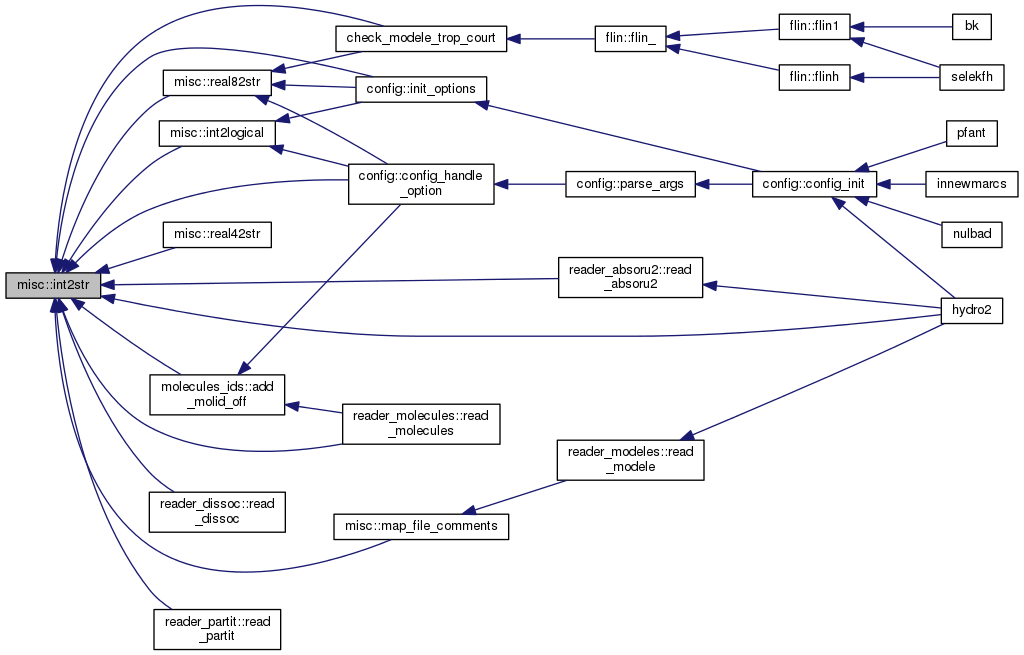 check_modele_trop_court
flin::flin_
flin::flin1
bk
misc::real82str
config::init_options
flin::flinh
selekfh
misc::int2logical
config::config_handle
_option
config::parse_args
config::config_init
pfant
innewmarcs
nulbad
misc::real42str
misc::int2str
reader_absoru2::read
_absoru2
hydro2
molecules_ids::add
_molid_off
reader_molecules::read
_molecules
reader_modeles::read
_modele
reader_dissoc::read
_dissoc
misc::map_file_comments
reader_partit::read
_partit